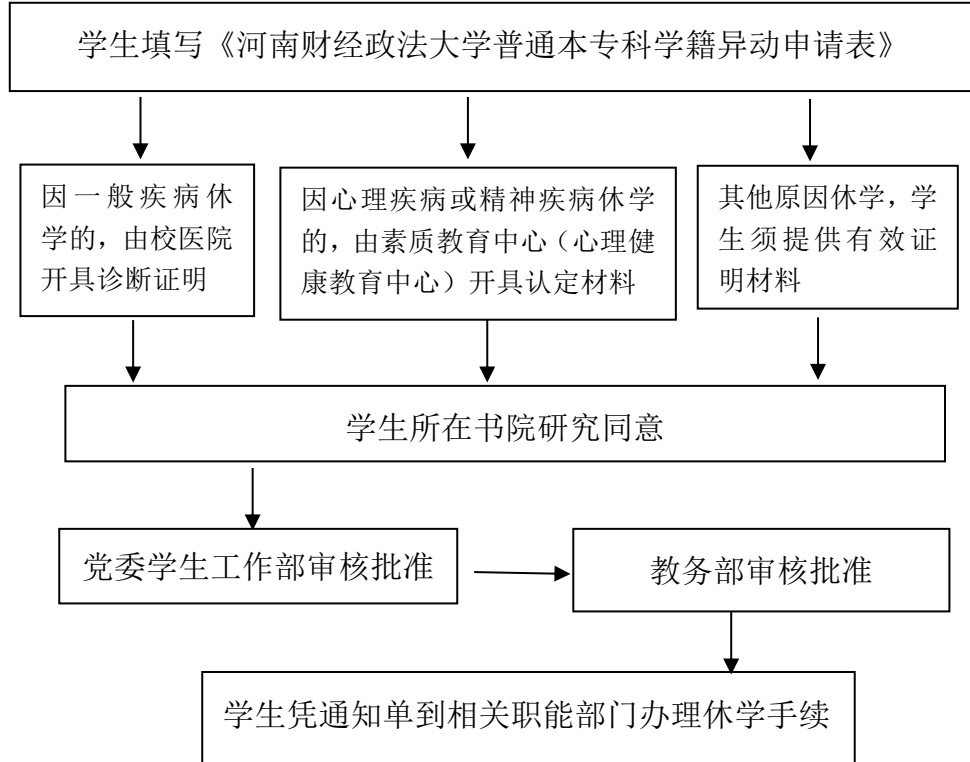 学生填写《河南财经政法大学普通本专科学籍异动申请表》
因一般疾病休
学的，由校医院
开具诊断证明
因心理疾病或精神疾病休学
的，由素质教育中心（心理健
康教育中心）开具认定材料
其他原因休学，学
生须提供有效证
明材料
学生所在书院研究同意
党委学生工作部审核批准
教务部审核批准
学生凭通知单到相关职能部门办理休学手续